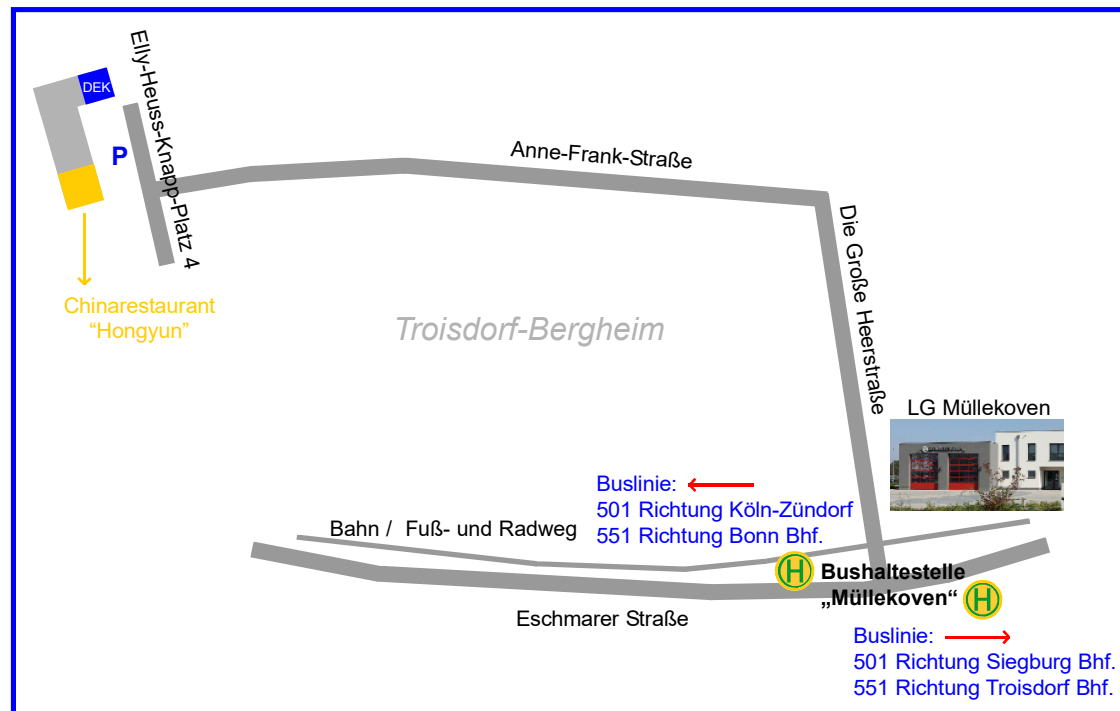 DEK
Elly-Heuss-Knapp-Platz 4
P
Anne-Frank-Straße
Die Große Heerstraße
Chinarestaurant
“Hongyun”
Troisdorf-Bergheim
LG Müllekoven
Buslinie:
501 Richtung Köln-Zündorf
551 Richtung Bonn Bhf.
Bahn / Fuß- und Radweg
H
Bushaltestelle
„Müllekoven“
H
Eschmarer Straße
Buslinie:
501 Richtung Siegburg Bhf.
551 Richtung Troisdorf Bhf.